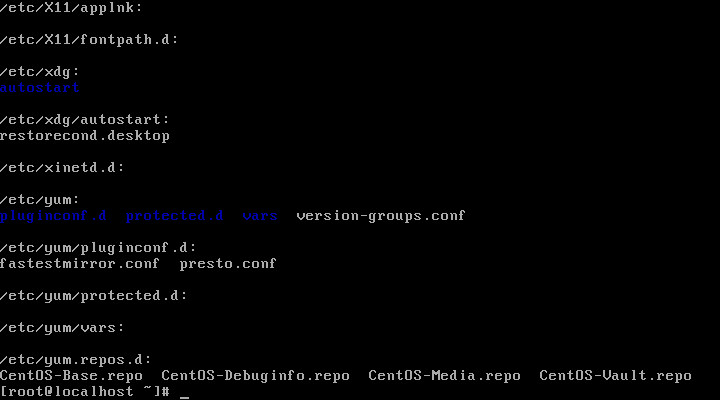 /etc/X11/applnk:
/etc/X11/fontpath.d:
/etc/xdg:
autostart
/etc/xdg/autostart:
restorecond.desktop
/etc/xinetd.d:
/etc/yum:
pluginconf.d  protected.d  vars  version-groups.conf
/etc/yum/pluginconf.d:
fastestmirror.conf  presto.conf
/etc/yum/protected.d:
/etc/yum/vars:
/etc/yum.repos.d:
CentOS-Base.repo  CentOS-Debuginfo.repo  CentOS-Media.repo  CentOS-Vault.repo
[root@localhost ~]# _